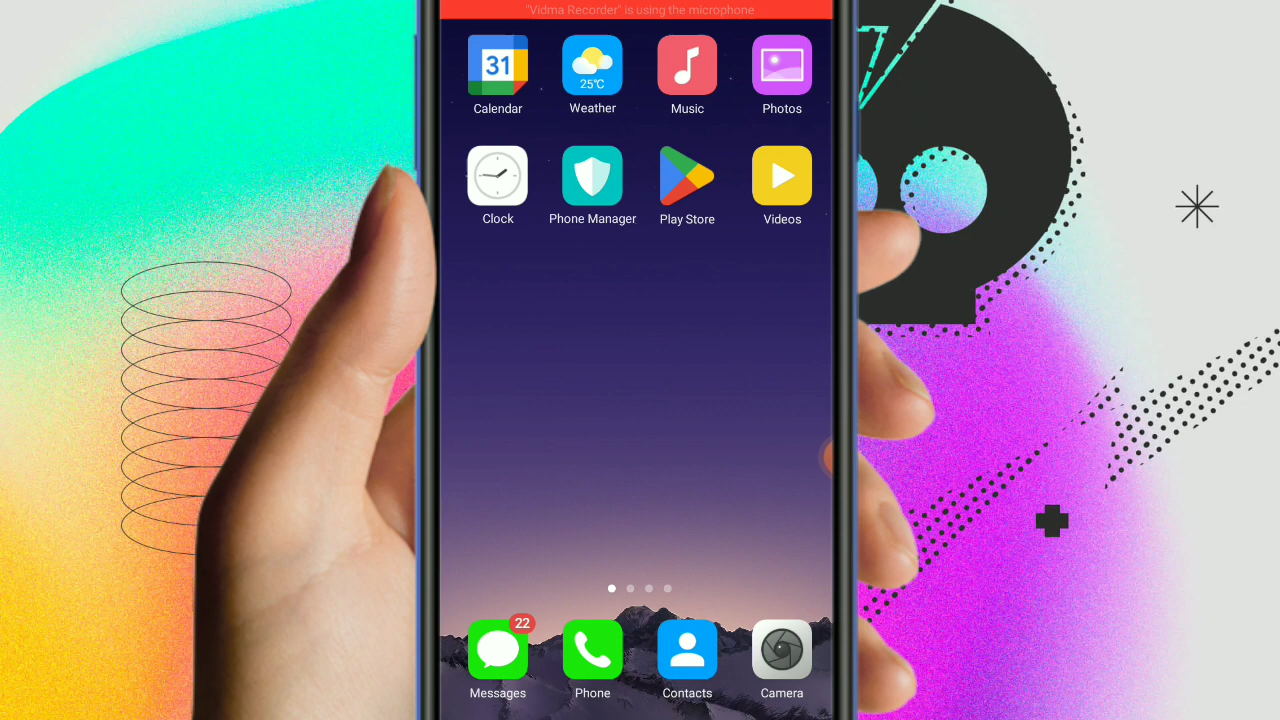 "Vidma Recorder" is using the microphone
31
25℃
Calendar
Weather
Music
Photos
Clock
Phone Manager
Play Store
Videos
22
Messages
Phone
Contacts
Camera